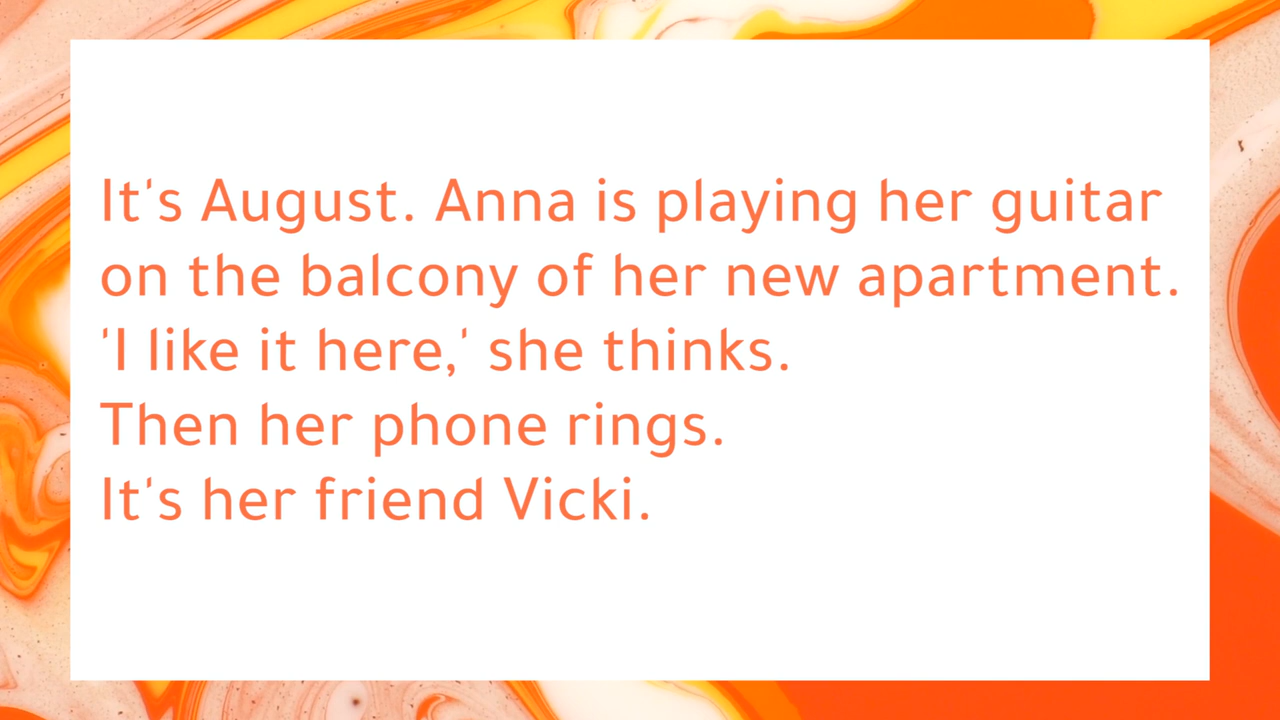 It's August. Anna is playing her guitar
on the balcony of her new apartment.
'I like it here,' she thinks.
Then her phone rings.
It's her friend Vicki.